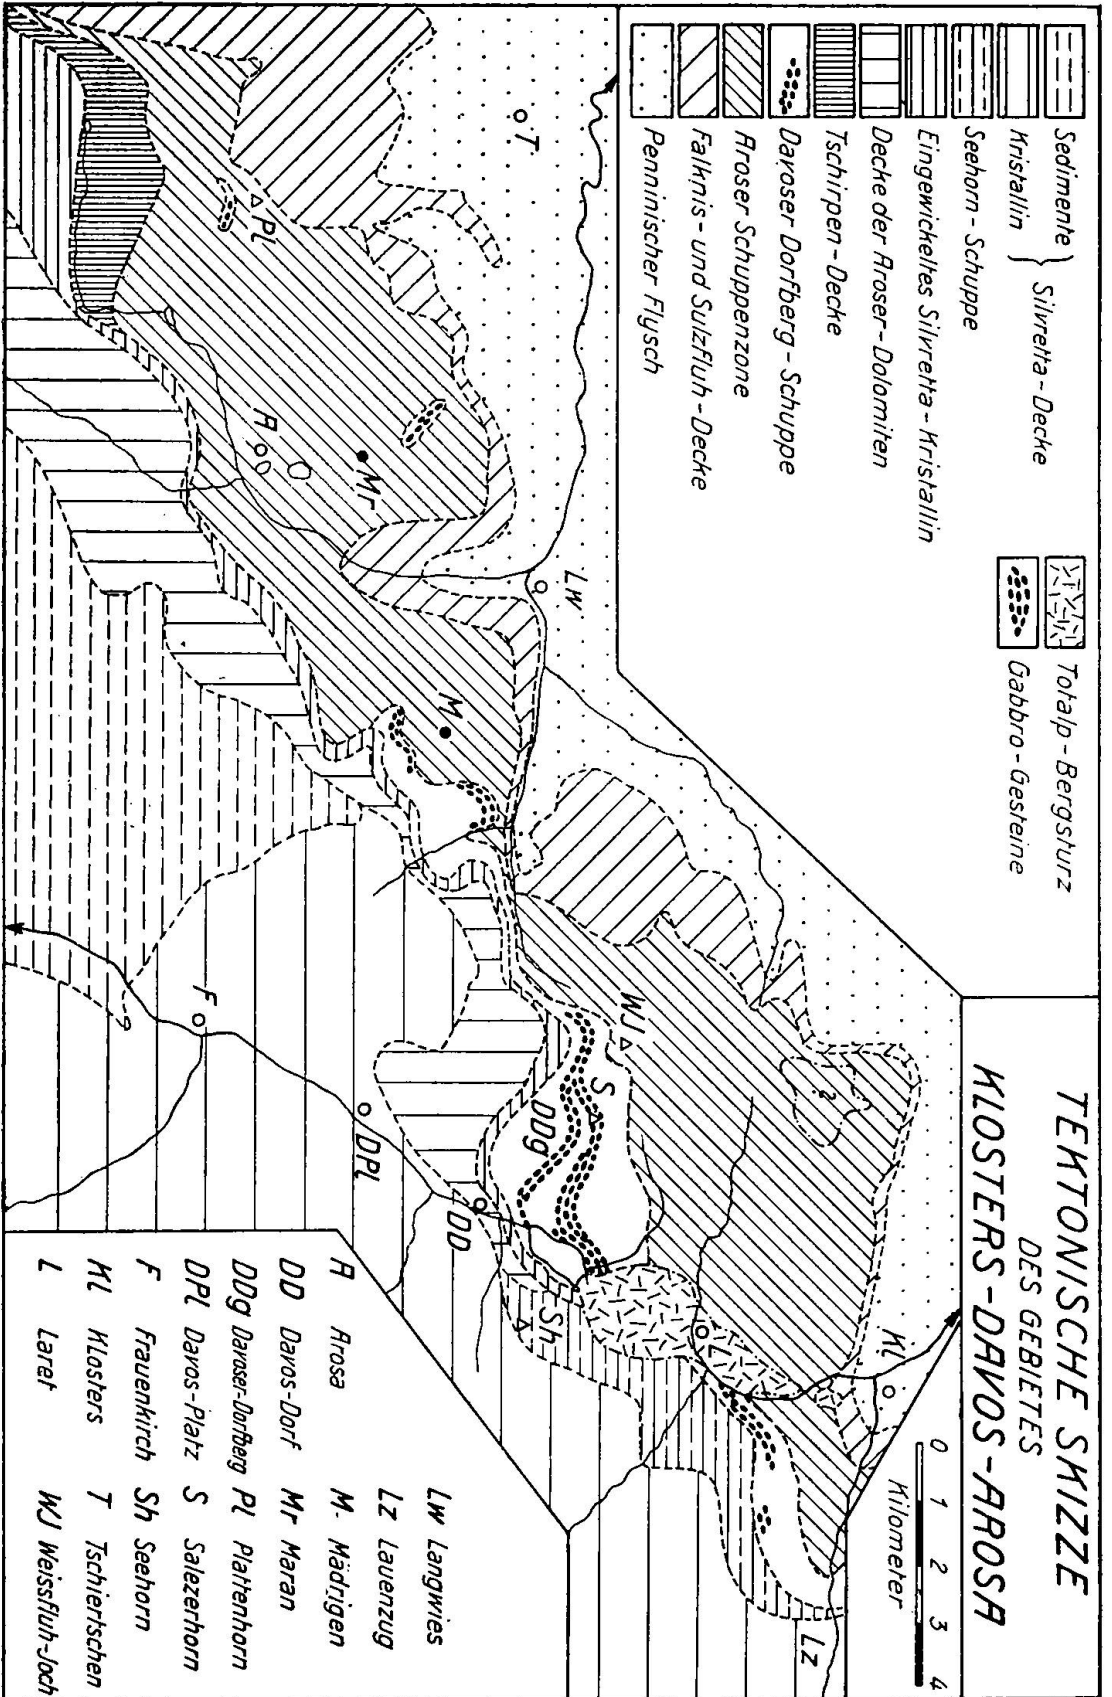 TEKTONISCHE SKIZZE
DES GEBIETES
KLOSTERS-DAVOS-AROSA
0 1 2 3 4
Kilometer
Sedimente
Kristallin
} Silvretta-Decke
Seehorn-Schuppe
Eingewickeltes Silvretta-Kristallin
Decke der Aroser-Dolomiten
Tschirpen-Decke
Davoser Dorfberg-Schuppe
Aroser Schuppenzone
Falknis- und Sulzfluh-Decke
Penninischer Flysch
Totalp-Bergsturz
Gabbro-Gesteine
T
Pl
A
Mr
Lw
M
WJ
S
DDg
F
DPl
DD
Sh
L
Kl
Lz
?
A Arosa
DD Davos-Dorf
DDg Davoser-Dorfberg
DPl Davos-Platz
F Frauenkirch
Kl Klosters
L Laret
Lw Langwies
Lz Lauenzug
M. Mädrigen
Mr Maran
Pl Plattenhorn
S Salezerhorn
Sh Seehorn
T Tschiertschen
WJ Weissfluh-Joch